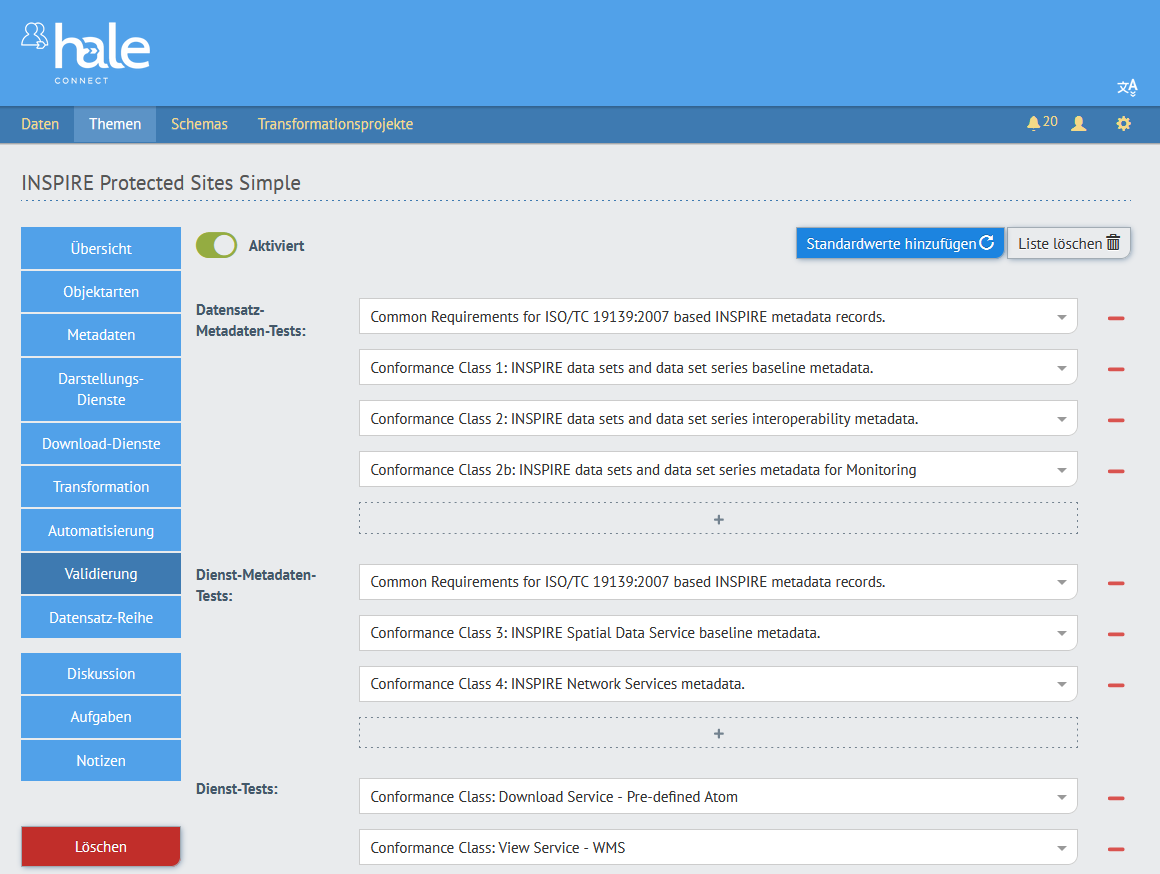 hale
CONNECT
Daten Themen Schemas Transformationsprojekte 20
INSPIRE Protected Sites Simple
Übersicht
Objektarten
Metadaten
Darstellungs-
Dienste
Download-Dienste
Transformation
Automatisierung
Validierung
Datensatz-Reihe
Diskussion
Aufgaben
Notizen
Löschen
Aktiviert
Standardwerte hinzufügen
Liste löschen
Datensatz-
Metadaten-Tests:
Common Requirements for ISO/TC 19139:2007 based INSPIRE metadata records.
Conformance Class 1: INSPIRE data sets and data set series baseline metadata.
Conformance Class 2: INSPIRE data sets and data set series interoperability metadata.
Conformance Class 2b: INSPIRE data sets and data set series metadata for Monitoring
+
Dienst-Metadaten-
Tests:
Common Requirements for ISO/TC 19139:2007 based INSPIRE metadata records.
Conformance Class 3: INSPIRE Spatial Data Service baseline metadata.
Conformance Class 4: INSPIRE Network Services metadata.
+
Dienst-Tests:
Conformance Class: Download Service - Pre-defined Atom
Conformance Class: View Service - WMS